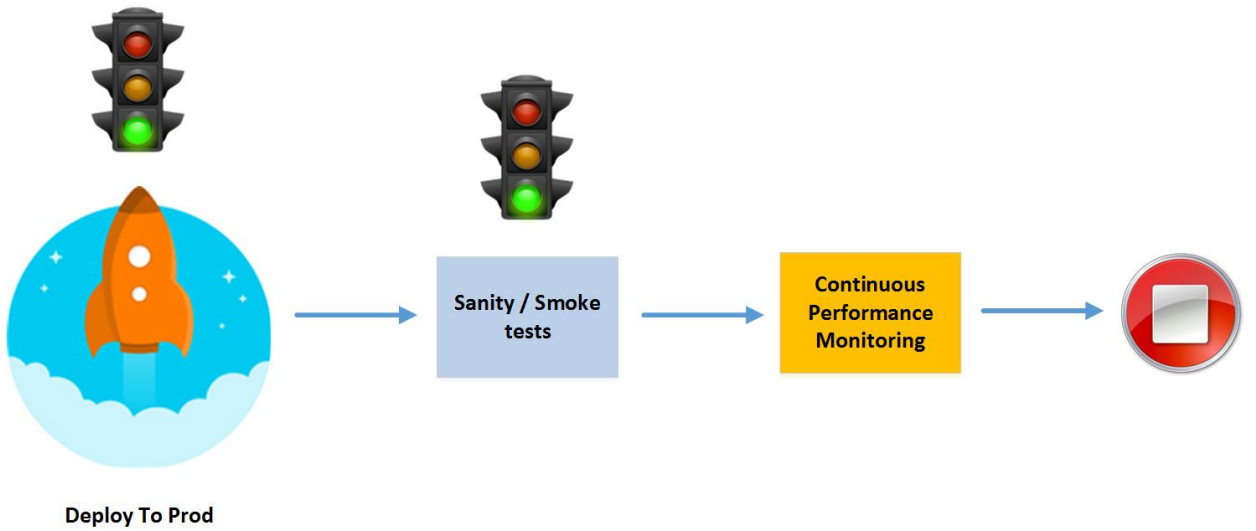 Sanity / Smoke
tests
Continuous
Performance
Monitoring
Deploy To Prod